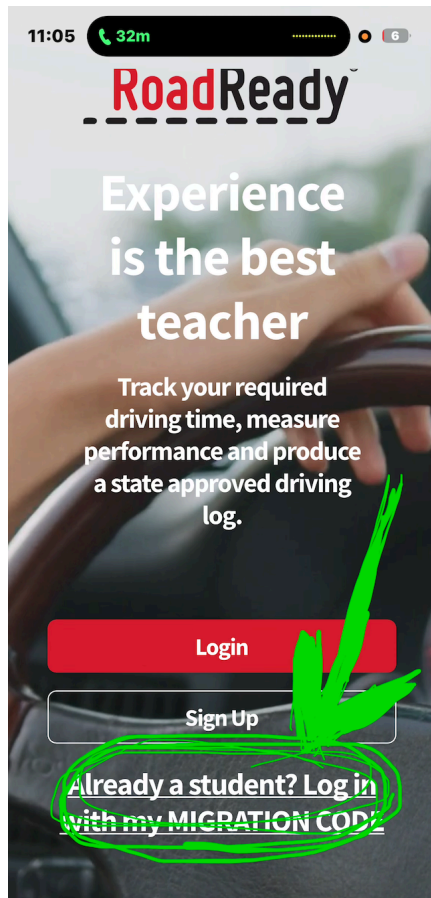 11:05
32m
6
RoadReady
Experience
is the best
teacher
Track your required
driving time, measure
performance and produce
a state approved driving
log.
Login
Sign Up
Already a student? Log in
with my MIGRATION CODE